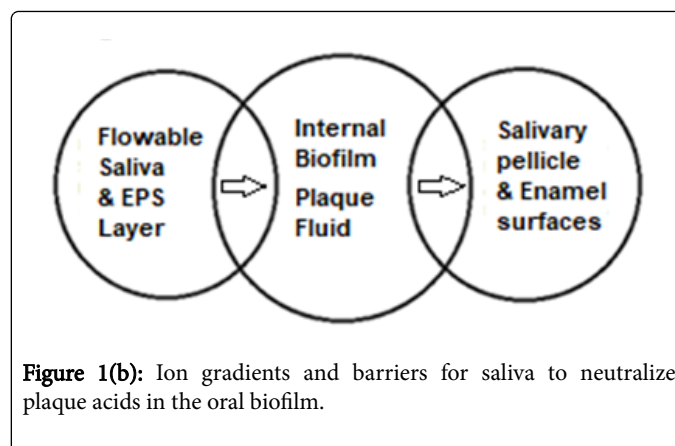 Flowable
Saliva
& EPS
Layer
Internal
Biofilm
Plaque
Fluid
Salivary
pellicle
& Enamel
surfaces
Figure 1(b): Ion gradients and barriers for saliva to neutralize
plaque acids in the oral biofilm.